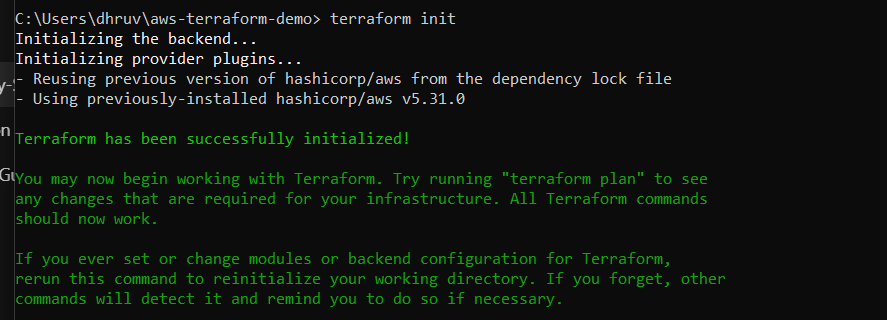 C:\Users\dhruv\aws-terraform-demo> terraform init
Initializing the backend...
Initializing provider plugins...
- Reusing previous version of hashicorp/aws from the dependency lock file
- Using previously-installed hashicorp/aws v5.31.0
Terraform has been successfully initialized!
You may now begin working with Terraform. Try running "terraform plan" to see
any changes that are required for your infrastructure. All Terraform commands
should now work.
If you ever set or change modules or backend configuration for Terraform,
rerun this command to reinitialize your working directory. If you forget, other
commands will detect it and remind you to do so if necessary.